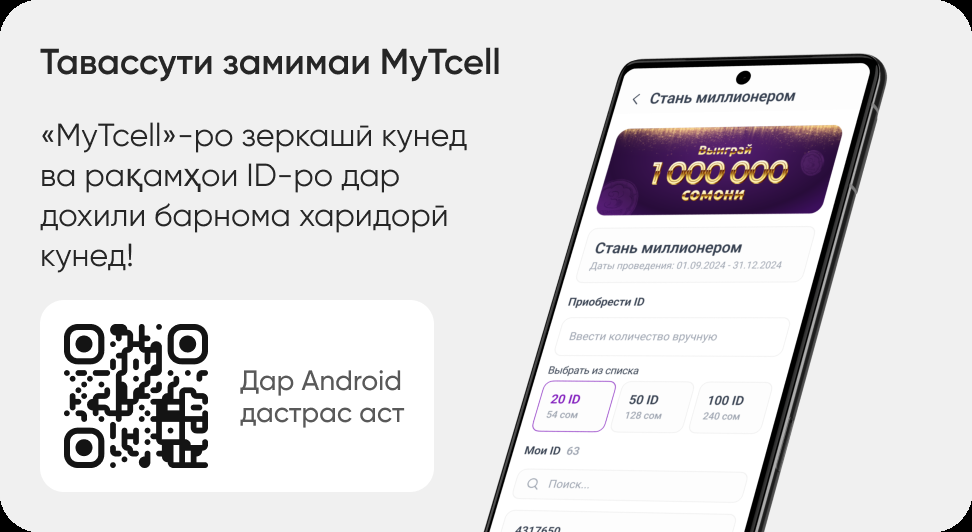 Тавассути замимаи MyTcell
«MyTcell»-ро зеркашӣ кунед
ва рақамҳои ID-ро дар
дохили барнома харидорӣ
кунед!
Дар Android
дастрас аст
Стань миллионером
Выиграй
1 000 000
сомони
Стань миллионером
Даты проведения: 01.09.2024 - 31.12.2024
Приобрести ID
Ввести количество вручную
Выбрать из списка
20 ID
54 сом
50 ID
128 сом
100 ID
240 сом
Мои ID 63
Поиск...
4317650